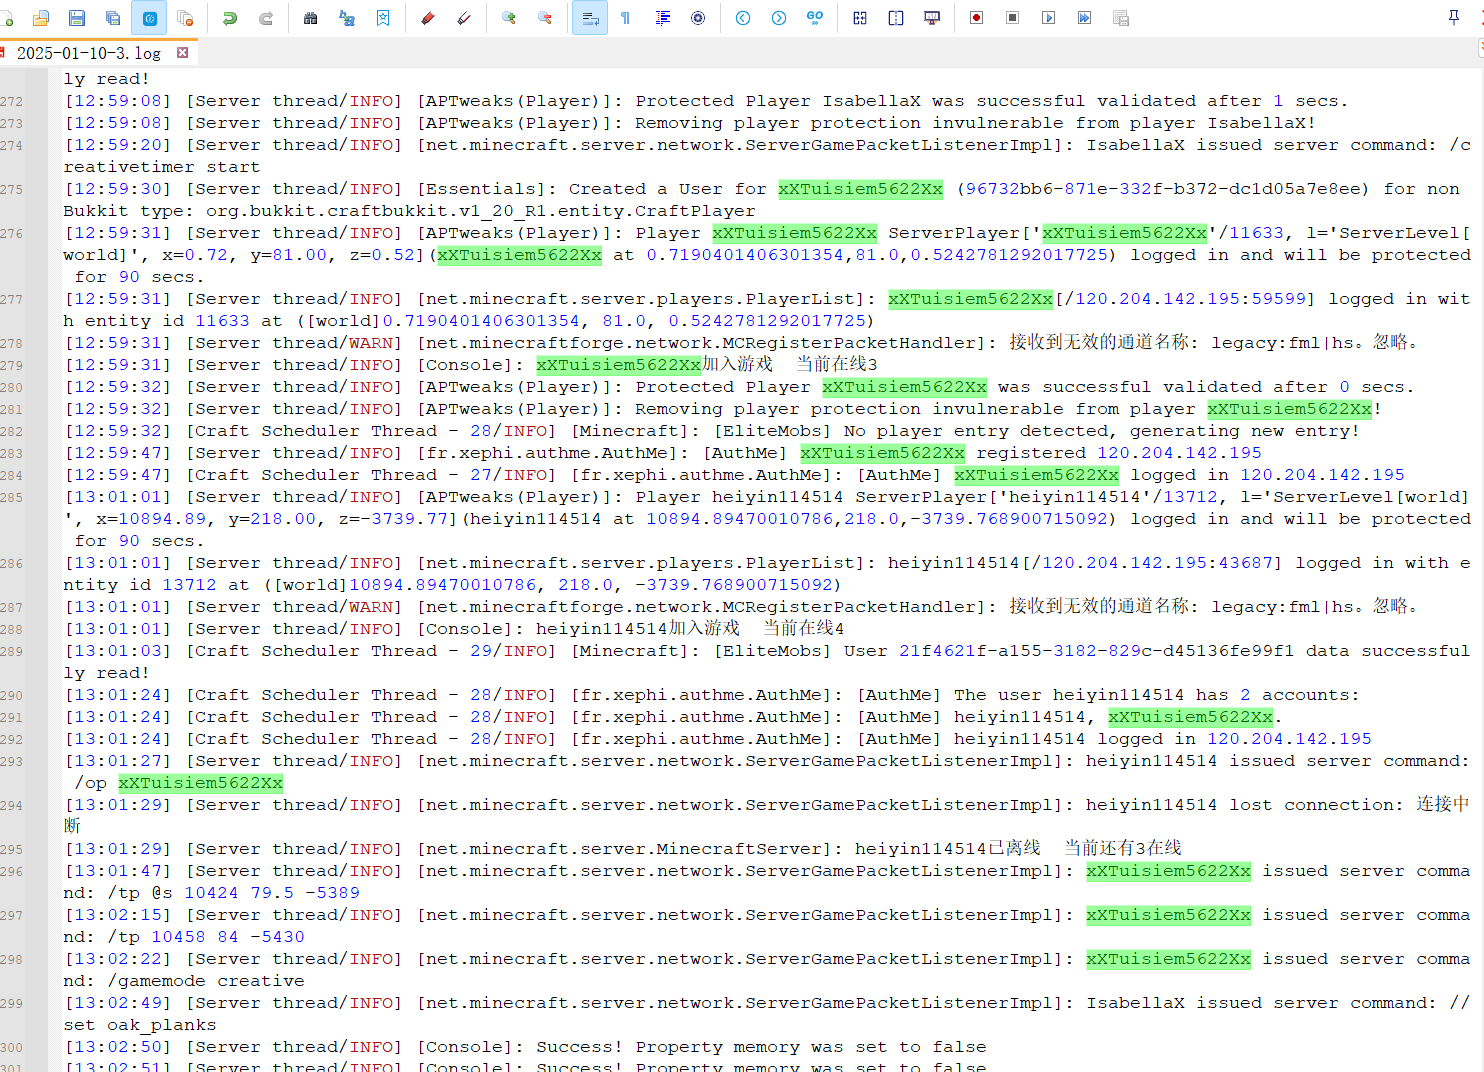 GO
2025-01-10-3.log
ly read!
272 [12:59:08] [Server thread/INFO] [APTweaks(Player)]: Protected Player IsabellaX was successful validated after 1 secs.
273 [12:59:08] [Server thread/INFO] [APTweaks(Player)]: Removing player protection invulnerable from player IsabellaX!
274 [12:59:20] [Server thread/INFO] [net.minecraft.server.network.ServerGamePacketListenerImpl]: IsabellaX issued server command: /c
reativetimer start
275 [12:59:30] [Server thread/INFO] [Essentials]: Created a User for xXTuisiem5622Xx (96732bb6-871e-332f-b372-dc1d05a7e8ee) for non
Bukkit type: org.bukkit.craftbukkit.v1_20_R1.entity.CraftPlayer
276 [12:59:31] [Server thread/INFO] [APTweaks(Player)]: Player xXTuisiem5622Xx ServerPlayer['xXTuisiem5622Xx'/11633, l='ServerLevel[
world]', x=0.72, y=81.00, z=0.52](xXTuisiem5622Xx at 0.7190401406301354,81.0,0.5242781292017725) logged in and will be protected
for 90 secs.
277 [12:59:31] [Server thread/INFO] [net.minecraft.server.players.PlayerList]: xXTuisiem5622Xx[/120.204.142.195:59599] logged in wit
h entity id 11633 at ([world]0.7190401406301354, 81.0, 0.5242781292017725)
278 [12:59:31] [Server thread/WARN] [net.minecraftforge.network.MCRegisterPacketHandler]: 接收到无效的通道名称: legacy:fml|hs。忽略。
279 [12:59:31] [Server thread/INFO] [Console]: xXTuisiem5622Xx加入游戏 当前在线3
280 [12:59:32] [Server thread/INFO] [APTweaks(Player)]: Protected Player xXTuisiem5622Xx was successful validated after 0 secs.
281 [12:59:32] [Server thread/INFO] [APTweaks(Player)]: Removing player protection invulnerable from player xXTuisiem5622Xx!
282 [12:59:32] [Craft Scheduler Thread - 28/INFO] [Minecraft]: [EliteMobs] No player entry detected, generating new entry!
283 [12:59:47] [Server thread/INFO] [fr.xephi.authme.AuthMe]: [AuthMe] xXTuisiem5622Xx registered 120.204.142.195
284 [12:59:47] [Craft Scheduler Thread - 27/INFO] [fr.xephi.authme.AuthMe]: [AuthMe] xXTuisiem5622Xx logged in 120.204.142.195
285 [13:01:01] [Server thread/INFO] [APTweaks(Player)]: Player heiyin114514 ServerPlayer['heiyin114514'/13712, l='ServerLevel[world]
', x=10894.89, y=218.00, z=-3739.77](heiyin114514 at 10894.89470010786,218.0,-3739.768900715092) logged in and will be protected
for 90 secs.
286 [13:01:01] [Server thread/INFO] [net.minecraft.server.players.PlayerList]: heiyin114514[/120.204.142.195:43687] logged in with e
ntity id 13712 at ([world]10894.89470010786, 218.0, -3739.768900715092)
287 [13:01:01] [Server thread/WARN] [net.minecraftforge.network.MCRegisterPacketHandler]: 接收到无效的通道名称: legacy:fml|hs。忽略。
288 [13:01:01] [Server thread/INFO] [Console]: heiyin114514加入游戏 当前在线4
289 [13:01:03] [Craft Scheduler Thread - 29/INFO] [Minecraft]: [EliteMobs] User 21f4621f-a155-3182-829c-d45136fe99f1 data successful
ly read!
290 [13:01:24] [Craft Scheduler Thread - 28/INFO] [fr.xephi.authme.AuthMe]: [AuthMe] The user heiyin114514 has 2 accounts:
291 [13:01:24] [Craft Scheduler Thread - 28/INFO] [fr.xephi.authme.AuthMe]: [AuthMe] heiyin114514, xXTuisiem5622Xx.
292 [13:01:24] [Craft Scheduler Thread - 28/INFO] [fr.xephi.authme.AuthMe]: [AuthMe] heiyin114514 logged in 120.204.142.195
293 [13:01:27] [Server thread/INFO] [net.minecraft.server.network.ServerGamePacketListenerImpl]: heiyin114514 issued server command:
/op xXTuisiem5622Xx
294 [13:01:29] [Server thread/INFO] [net.minecraft.server.network.ServerGamePacketListenerImpl]: heiyin114514 lost connection: 连接中
断
295 [13:01:29] [Server thread/INFO] [net.minecraft.server.MinecraftServer]: heiyin114514已离线 当前还有3在线
296 [13:01:47] [Server thread/INFO] [net.minecraft.server.network.ServerGamePacketListenerImpl]: xXTuisiem5622Xx issued server comma
nd: /tp @s 10424 79.5 -5389
297 [13:02:15] [Server thread/INFO] [net.minecraft.server.network.ServerGamePacketListenerImpl]: xXTuisiem5622Xx issued server comma
nd: /tp 10458 84 -5430
298 [13:02:22] [Server thread/INFO] [net.minecraft.server.network.ServerGamePacketListenerImpl]: xXTuisiem5622Xx issued server comma
nd: /gamemode creative
299 [13:02:49] [Server thread/INFO] [net.minecraft.server.network.ServerGamePacketListenerImpl]: IsabellaX issued server command: //
set oak_planks
300 [13:02:50] [Server thread/INFO] [Console]: Success! Property memory was set to false
301 [13:02:51] [Server thread/INFO] [Console]: Success! Property memory was set to false